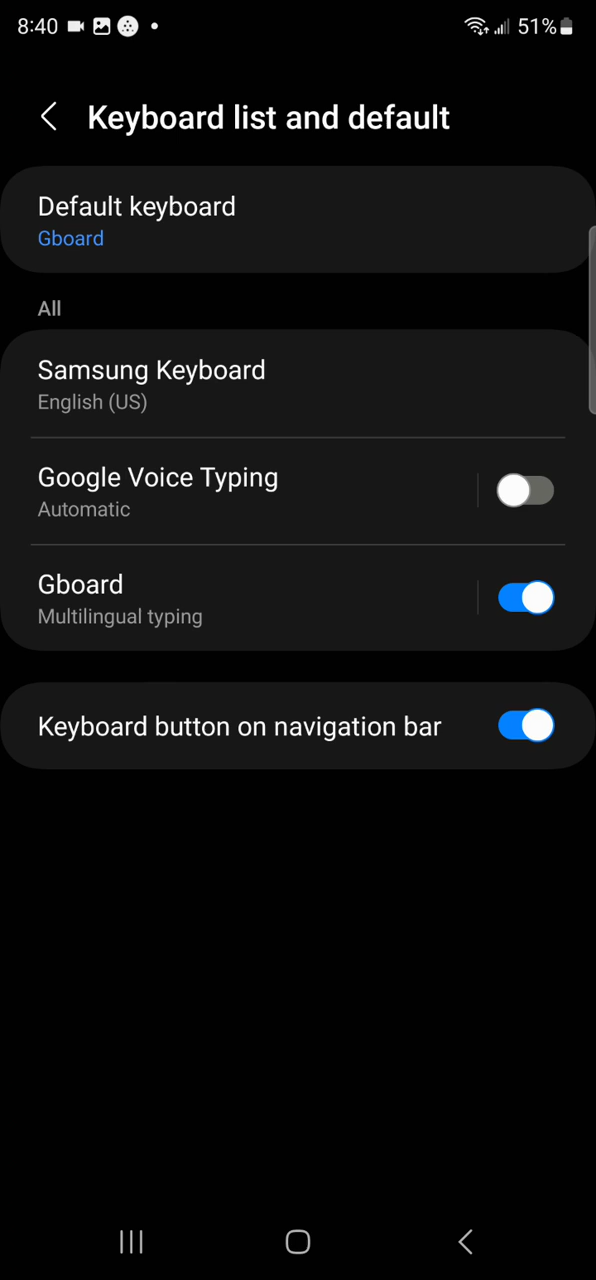 8:40 51%
Keyboard list and default
Default keyboard
Gboard
All
Samsung Keyboard
English (US)
Google Voice Typing
Automatic
Gboard
Multilingual typing
Keyboard button on navigation bar